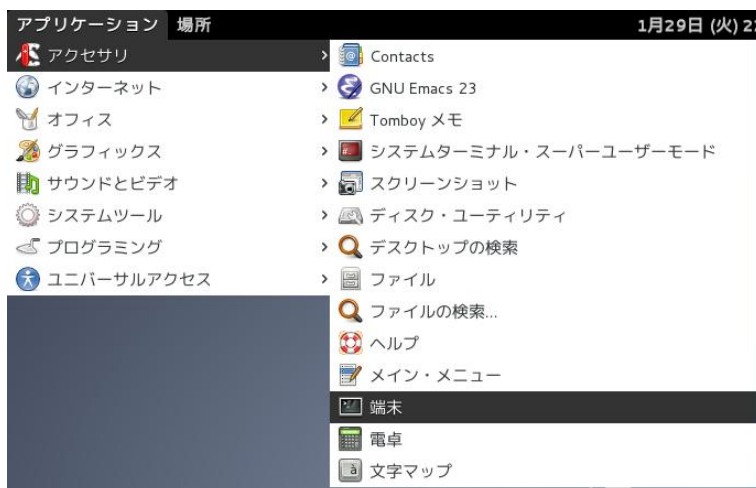 アプリケーション 場所 1月29日 (火) 2
アクセサリ
インターネット
オフィス
グラフィックス
サウンドとビデオ
システムツール
プログラミング
ユニバーサルアクセス
Contacts
GNU Emacs 23
Tomboy メモ
システムターミナル・スーパーユーザーモード
スクリーンショット
ディスク・ユーティリティ
デスクトップの検索
ファイル
ファイルの検索...
ヘルプ
メイン・メニュー
端末
電卓
文字マップ